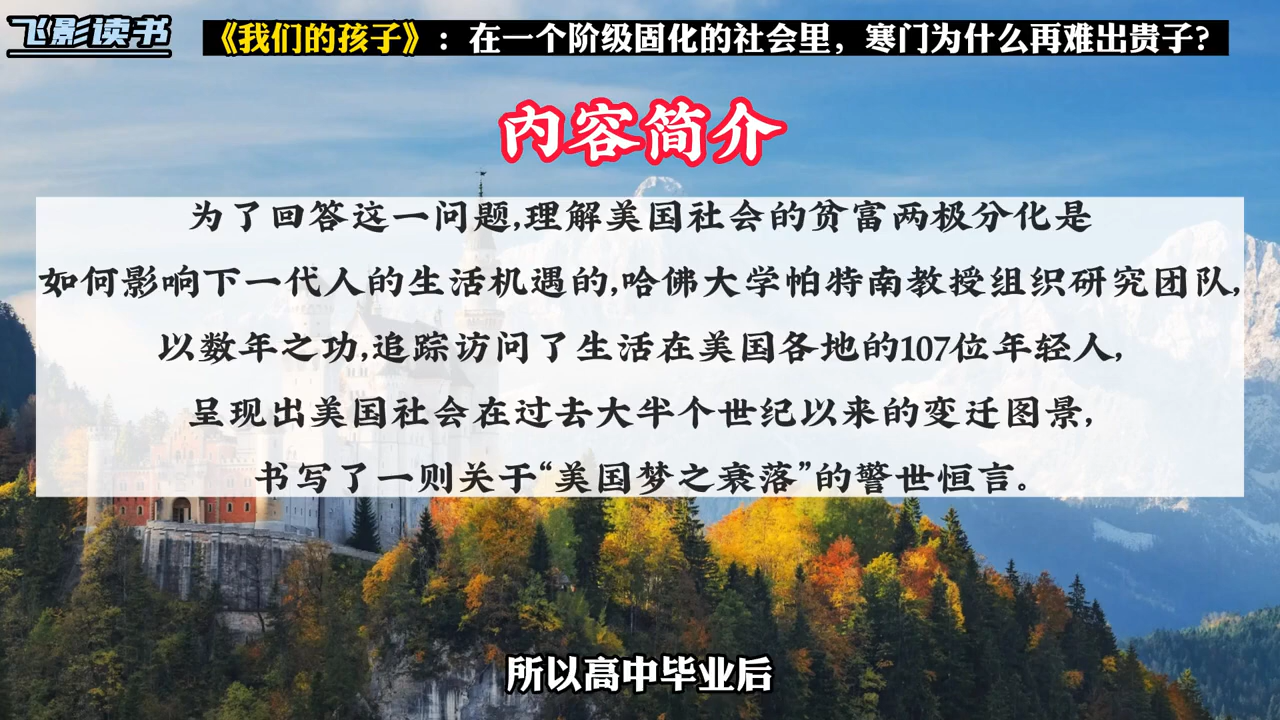 飞影读书
《我们的孩子》：在一个阶级固化的社会里，寒门为什么再难出贵子？
内容简介
为了回答这一问题,理解美国社会的贫富两极分化是
如何影响下一代人的生活机遇的,哈佛大学帕特南教授组织研究团队,
以数年之功,追踪访问了生活在美国各地的107位年轻人,
呈现出美国社会在过去大半个世纪以来的变迁图景,
书写了一则关于“美国梦之衰落”的警世恒言。
所以高中毕业后